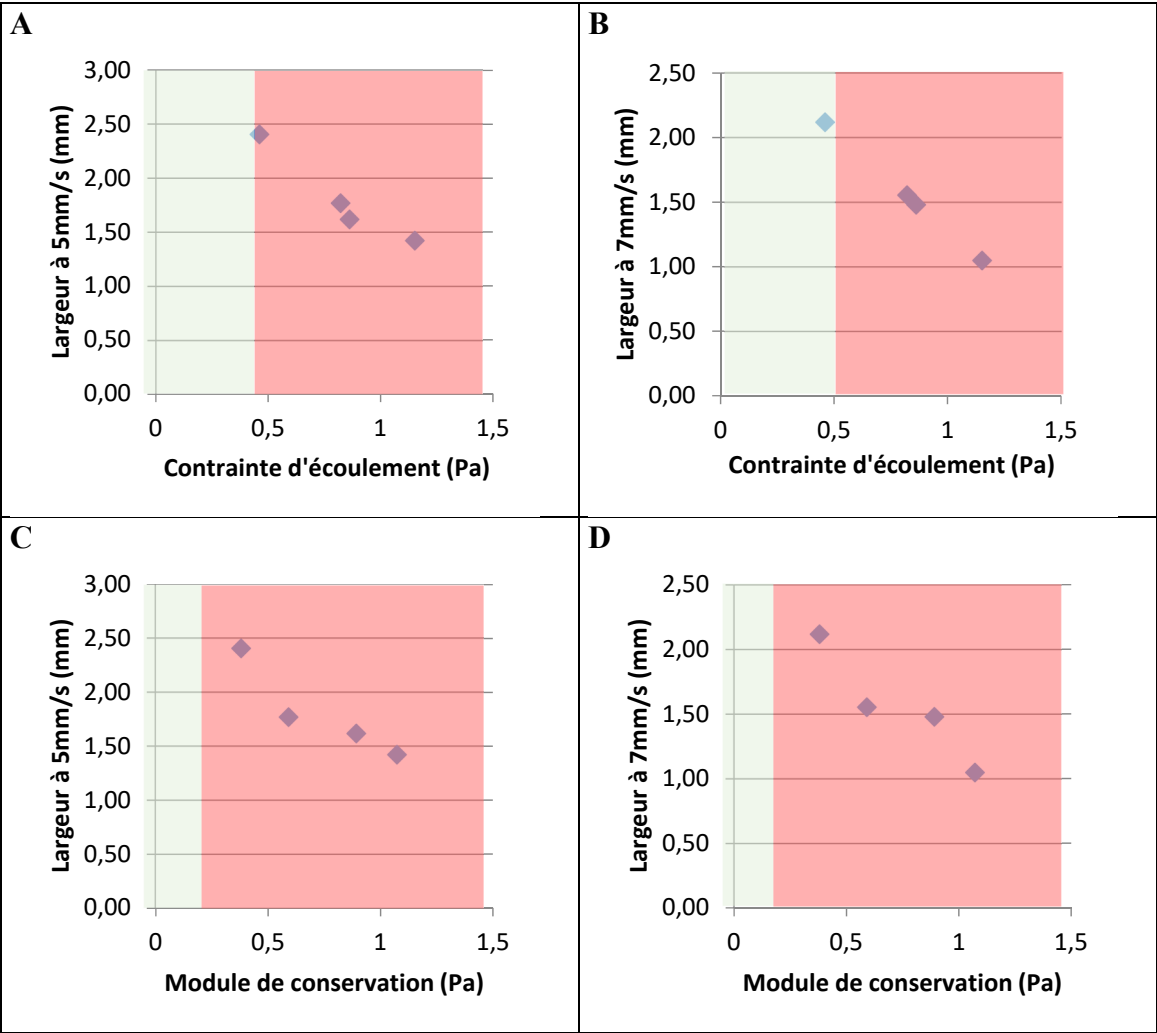 A
3,00
2,50
2,00
1,50
1,00
0,50
0,00
Largeur à 5mm/s (mm)
0 0,5 1 1,5
Contrainte d'écoulement (Pa)
B
2,50
2,00
1,50
1,00
0,50
0,00
Largeur à 7mm/s (mm)
0 0,5 1 1,5
Contrainte d'écoulement (Pa)
C
3,00
2,50
2,00
1,50
1,00
0,50
0,00
Largeur à 5mm/s (mm)
0 0,5 1 1,5
Module de conservation (Pa)
D
2,50
2,00
1,50
1,00
0,50
0,00
Largeur à 7mm/s (mm)
0 0,5 1 1,5
Module de conservation (Pa)